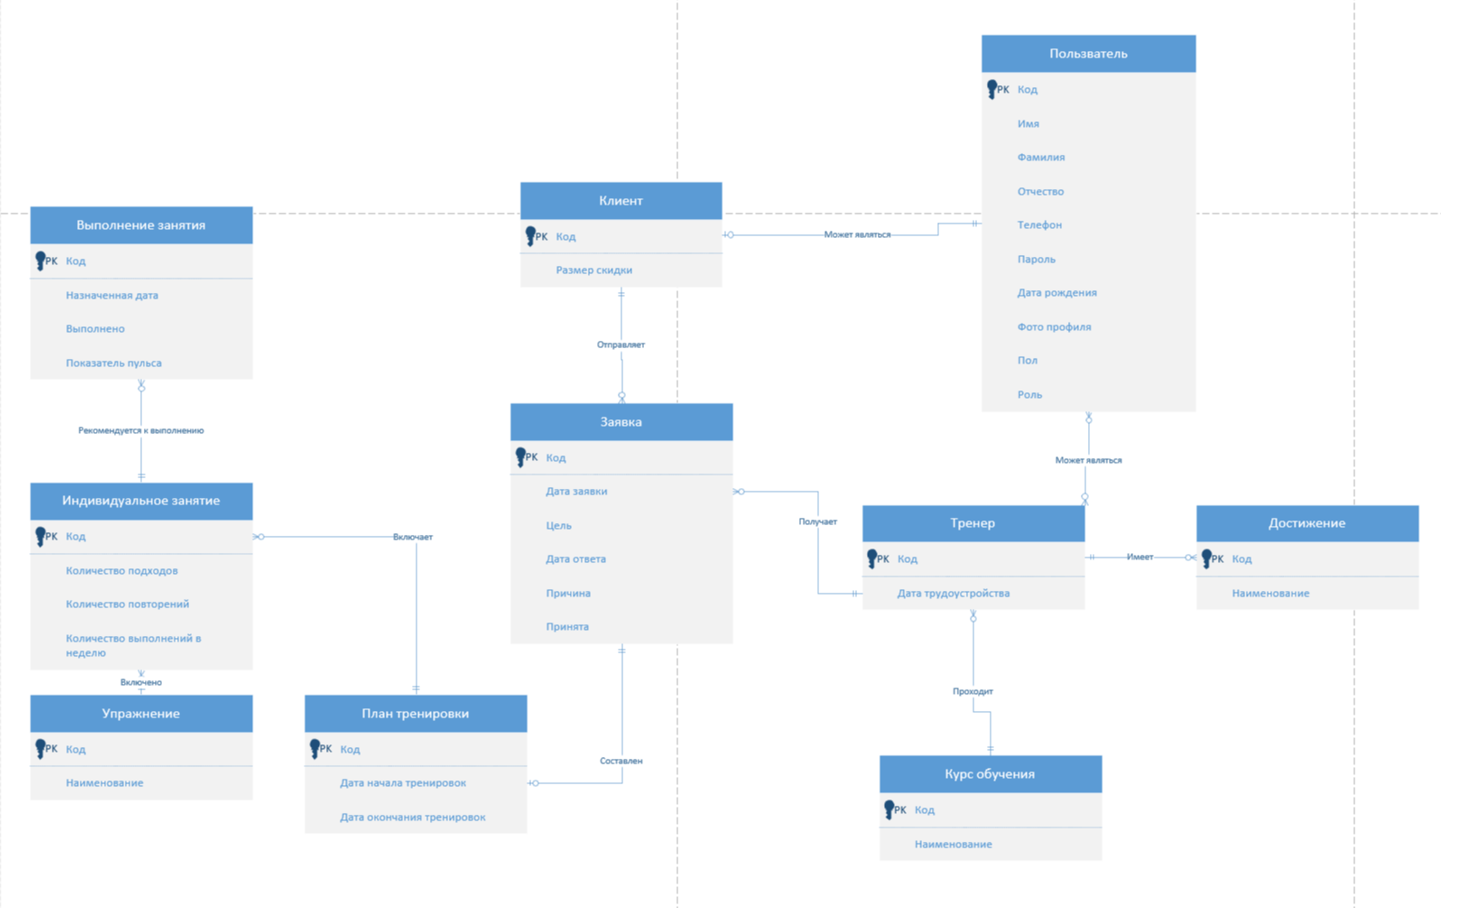 Пользватель
PK Код
Имя
Фамилия
Отчество
Телефон
Пароль
Дата рождения
Фото профиля
Пол
Роль
Клиент
PK Код
Размер скидки
Может являться
Выполнение занятия
PK Код
Назначенная дата
Выполнено
Показатель пульса
Отправляет
Рекомендуется к выполнению
Заявка
PK Код
Дата заявки
Цель
Дата ответа
Причина
Принята
Может являться
Индивидуальное занятие
PK Код
Количество подходов
Количество повторений
Количество выполнений в
неделю
Включает
Получает
Тренер
PK Код
Дата трудоустройства
Имеет
Достижение
PK Код
Наименование
Включено
Упражнение
PK Код
Наименование
План тренировки
PK Код
Дата начала тренировок
Дата окончания тренировок
Составлен
Проходит
Курс обучения
PK Код
Наименование